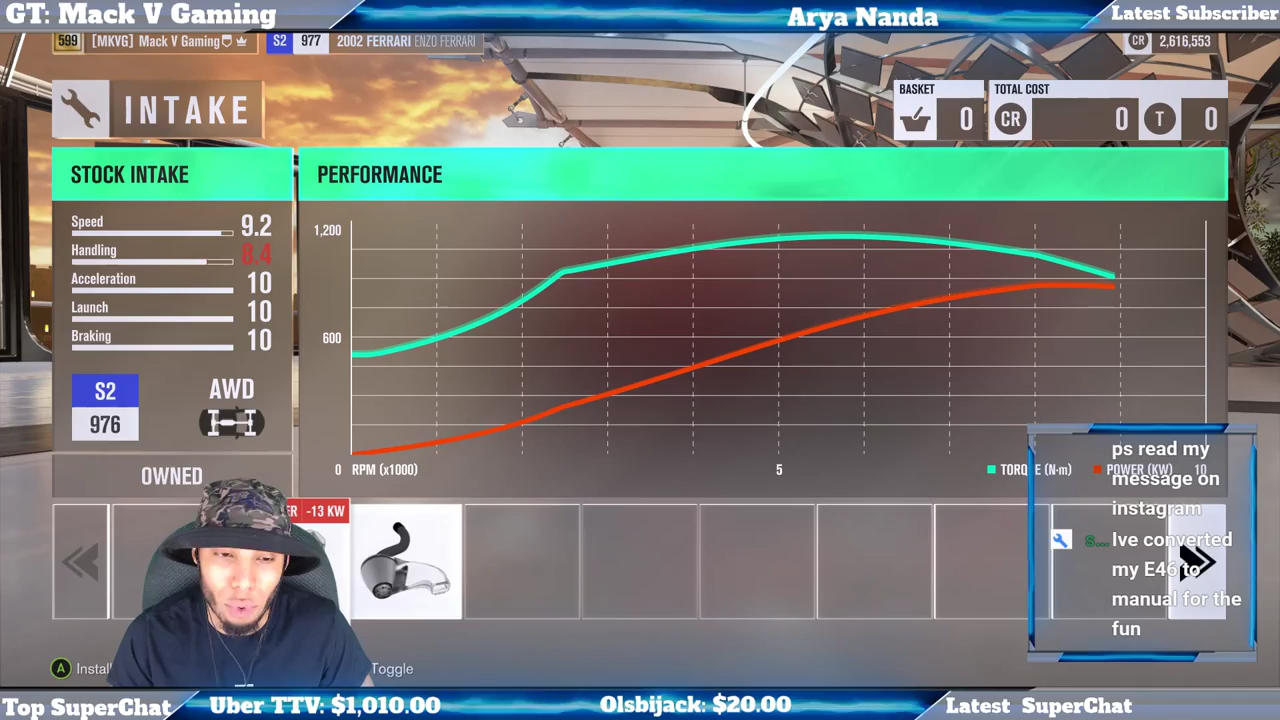 GT: Mack V Gaming
Arya Nanda
Latest Subscriber
599 [MKVG] Mack V Gaming
S2 977 2002 FERRARI ENZO FERRARI
CR 2,616,553
INTAKE
BASKET
0
TOTAL COST
CR 0 T 0
STOCK INTAKE
PERFORMANCE
Speed 9.2
Handling 8.4
Acceleration 10
Launch 10
Braking 10
S2
976
AWD
OWNED
1,200
600
0 RPM (x1000) 5 10
TORQUE (N·m) POWER (KW)
-13 KW
ps read my
message on
instagram
Ive converted
my E46 to
manual for the
fun
A Instal
Toggle
Top SuperChat
Uber TTV: $1,010.00
Olsbijack: $20.00
Latest SuperChat